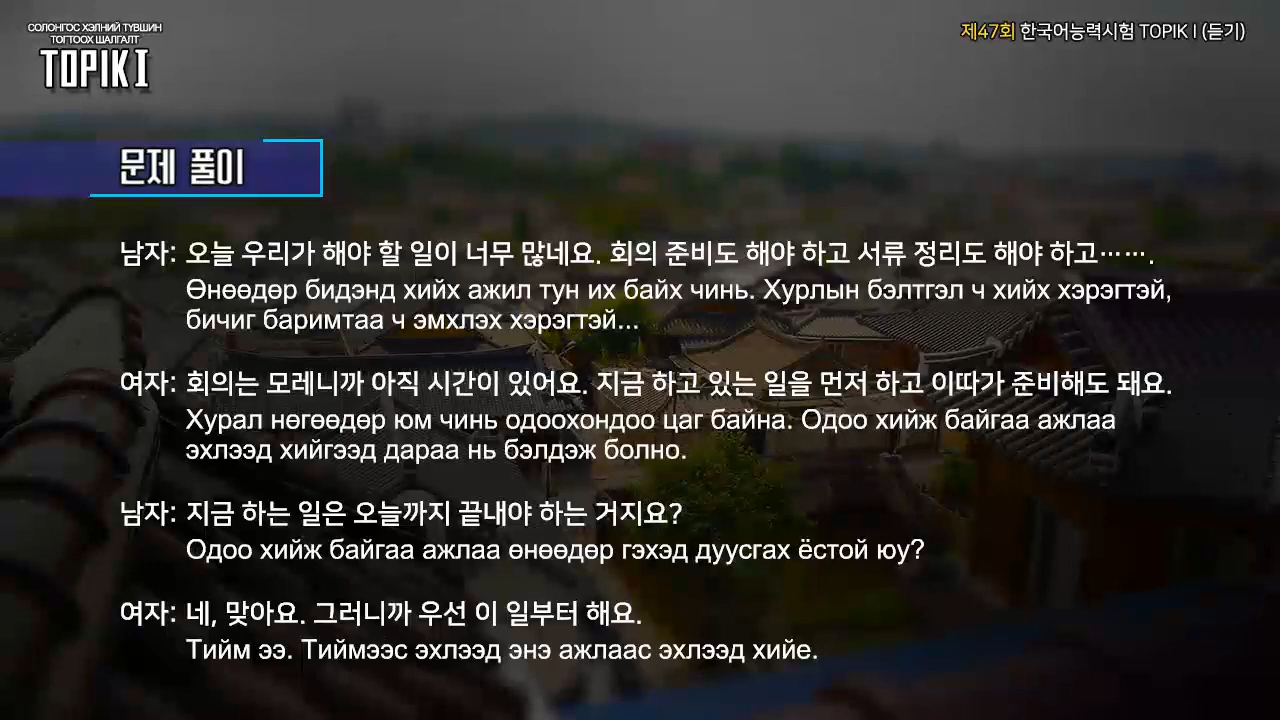 СОЛОНГОС ХЭЛНИЙ ТҮВШИН
ТОГТООХ ШАЛГАЛТ
TOPIK I
제47회 한국어능력시험 TOPIK I (듣기)
문제 풀이
남자: 오늘 우리가 해야 할 일이 너무 많네요. 회의 준비도 해야 하고 서류 정리도 해야 하고…….
Өнөөдөр бидэнд хийх ажил тун их байх чинь. Хурлын бэлтгэл ч хийх хэрэгтэй,
бичиг баримтаа ч эмхлэх хэрэгтэй...
여자: 회의는 모레니까 아직 시간이 있어요. 지금 하고 있는 일을 먼저 하고 이따가 준비해도 돼요.
Хурал нөгөөдөр юм чинь одоохондоо цаг байна. Одоо хийж байгаа ажлаа
эхлээд хийгээд дараа нь бэлдэж болно.
남자: 지금 하는 일은 오늘까지 끝내야 하는 거지요?
Одоо хийж байгаа ажлаа өнөөдөр гэхэд дуусгах ёстой юу?
여자: 네, 맞아요. 그러니까 우선 이 일부터 해요.
Тийм ээ. Тиймээс эхлээд энэ ажлаас эхлээд хийе.